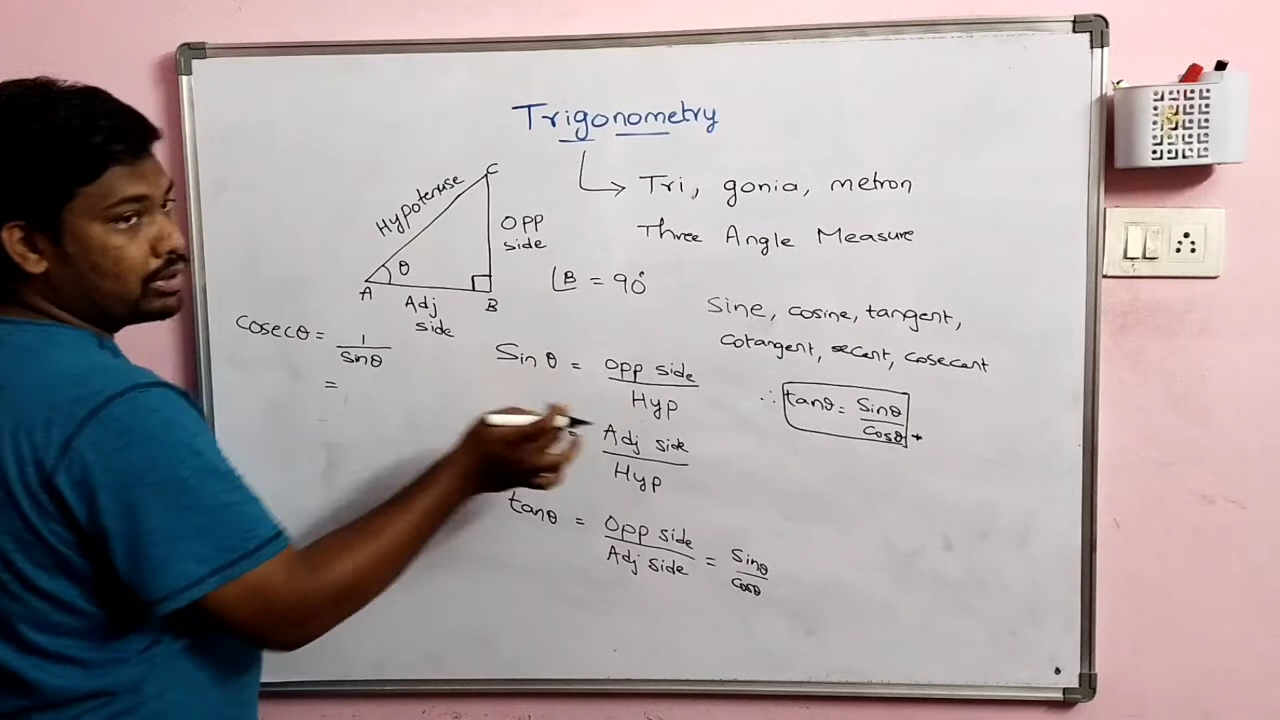 Trigonometry
Tri, gonia, metron
Three Angle Measure
C
Hypotenuse
opp
side
θ
A
Adj
side
B
∟B = 90°
Sine, cosine, tangent,
cotangent, secant, cosecant
cosecθ = 1/sinθ
=
Sin θ = opp side/Hyp
= Adj side/Hyp
∴ tanθ = Sinθ/cosθ *
tanθ = opp side/Adj side = sinθ/cosθ